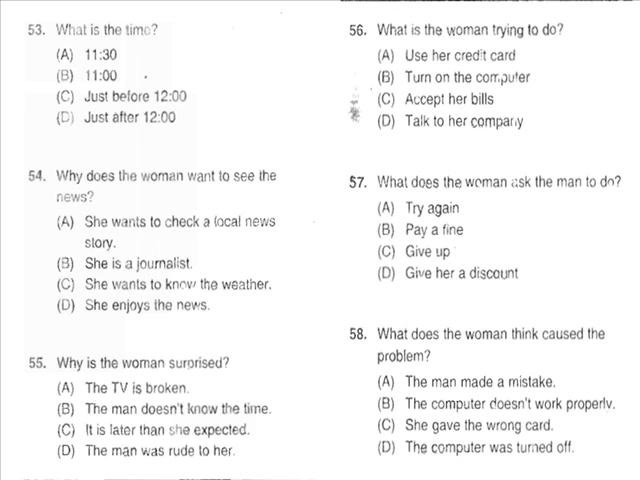 53. What is the time?
(A) 11:30
(B) 11:00
(C) Just before 12:00
(D) Just after 12:00
54. Why does the woman want to see the
news?
(A) She wants to check a local news
story.
(B) She is a journalist.
(C) She wants to know the weather.
(D) She enjoys the news.
55. Why is the woman surprised?
(A) The TV is broken.
(B) The man doesn't know the time.
(C) It is later than she expected.
(D) The man was rude to her.
56. What is the woman trying to do?
(A) Use her credit card
(B) Turn on the computer
(C) Accept her bills
(D) Talk to her company
57. What does the woman ask the man to do?
(A) Try again
(B) Pay a fine
(C) Give up
(D) Give her a discount
58. What does the woman think caused the
problem?
(A) The man made a mistake.
(B) The computer doesn't work properly.
(C) She gave the wrong card.
(D) The computer was turned off.